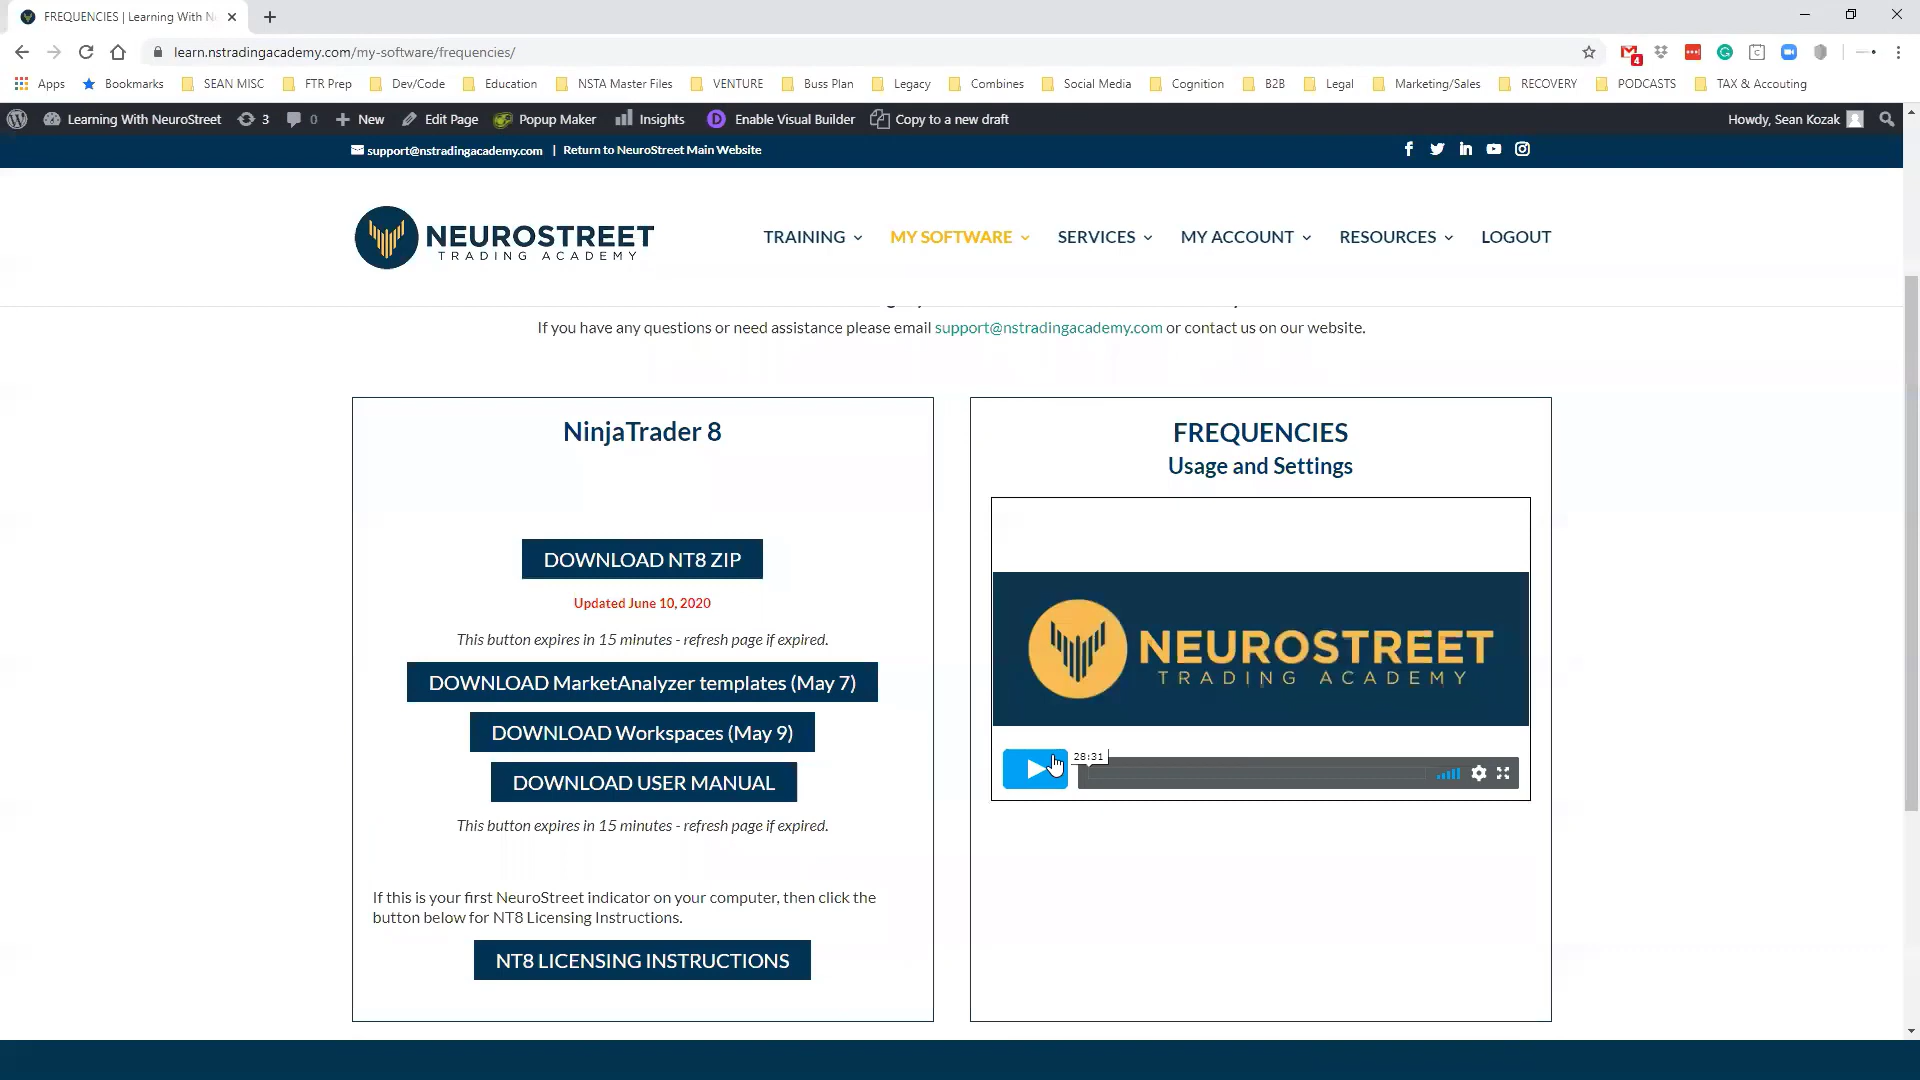 FREQUENCIES | Learning With N
learn.nstradingacademy.com/my-software/frequencies/
4
Apps Bookmarks SEAN MISC FTR Prep Dev/Code Education NSTA Master Files VENTURE Buss Plan Legacy Combines Social Media Cognition B2B Legal Marketing/Sales RECOVERY PODCASTS TAX & Accouting
Learning With NeuroStreet 3 0 New Edit Page Popup Maker Insights D Enable Visual Builder Copy to a new draft Howdy, Sean Kozak
support@nstradingacademy.com | Return to NeuroStreet Main Website
NEUROSTREET
TRADING ACADEMY
TRAINING MY SOFTWARE SERVICES MY ACCOUNT RESOURCES LOGOUT
If you have any questions or need assistance please email support@nstradingacademy.com or contact us on our website.
NinjaTrader 8
DOWNLOAD NT8 ZIP
Updated June 10, 2020
This button expires in 15 minutes - refresh page if expired.
DOWNLOAD MarketAnalyzer templates (May 7)
DOWNLOAD Workspaces (May 9)
DOWNLOAD USER MANUAL
This button expires in 15 minutes - refresh page if expired.
If this is your first NeuroStreet indicator on your computer, then click the
button below for NT8 Licensing Instructions.
NT8 LICENSING INSTRUCTIONS
FREQUENCIES
Usage and Settings
NEUROSTREET
TRADING ACADEMY
28:31